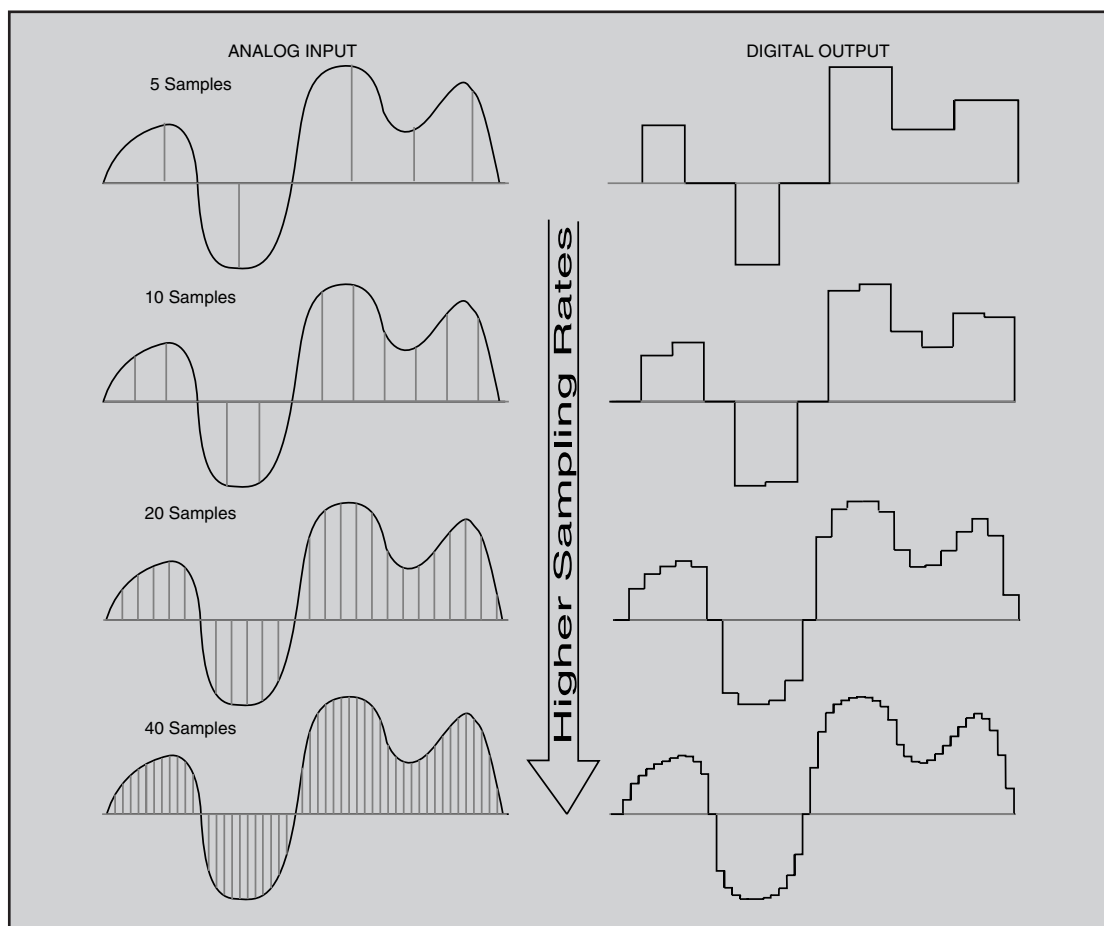 ANALOG INPUT
DIGITAL OUTPUT
5 Samples
10 Samples
Higher Sampling Rates
20 Samples
40 Samples